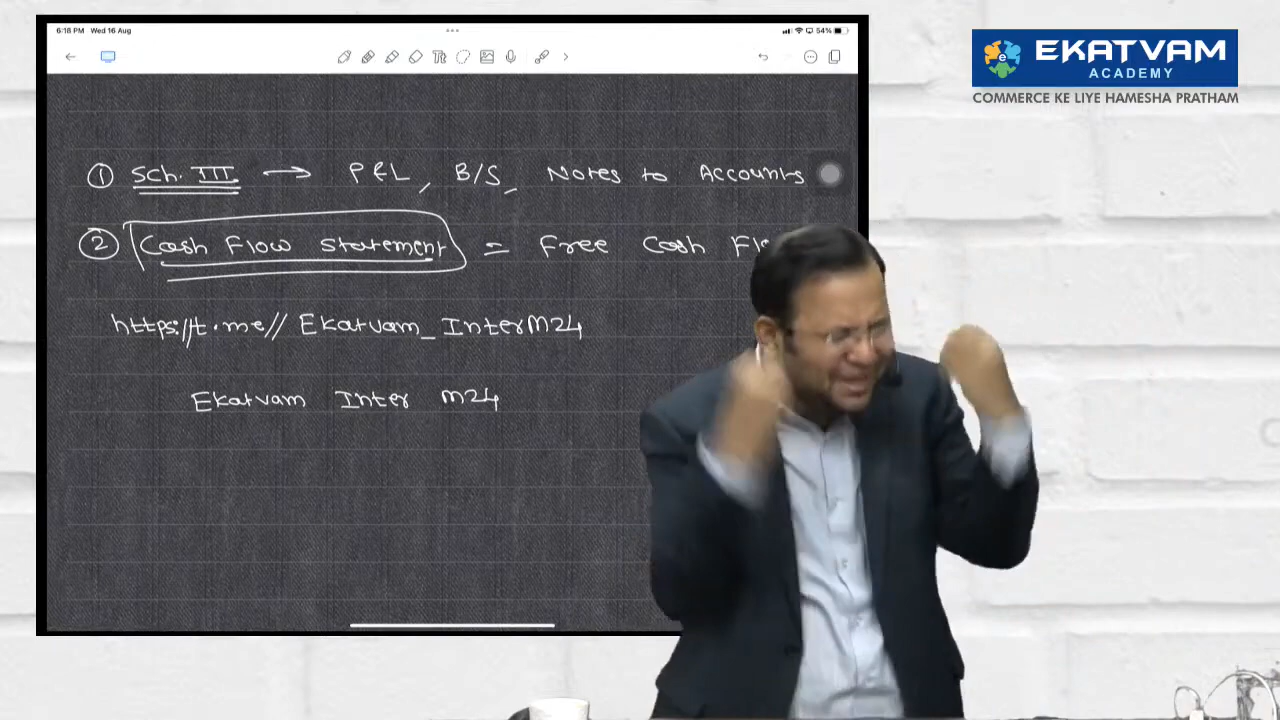 6:18 PM Wed 16 Aug
54%
EKATVAM
ACADEMY
COMMERCE KE LIYE HAMESHA PRATHAM
① Sch. III → P&L, B/S, Notes to Accounts
② Cash Flow Statement = Free Cash Fl
https://t.me// Ekatvam_InterM24
Ekatvam Inter M24